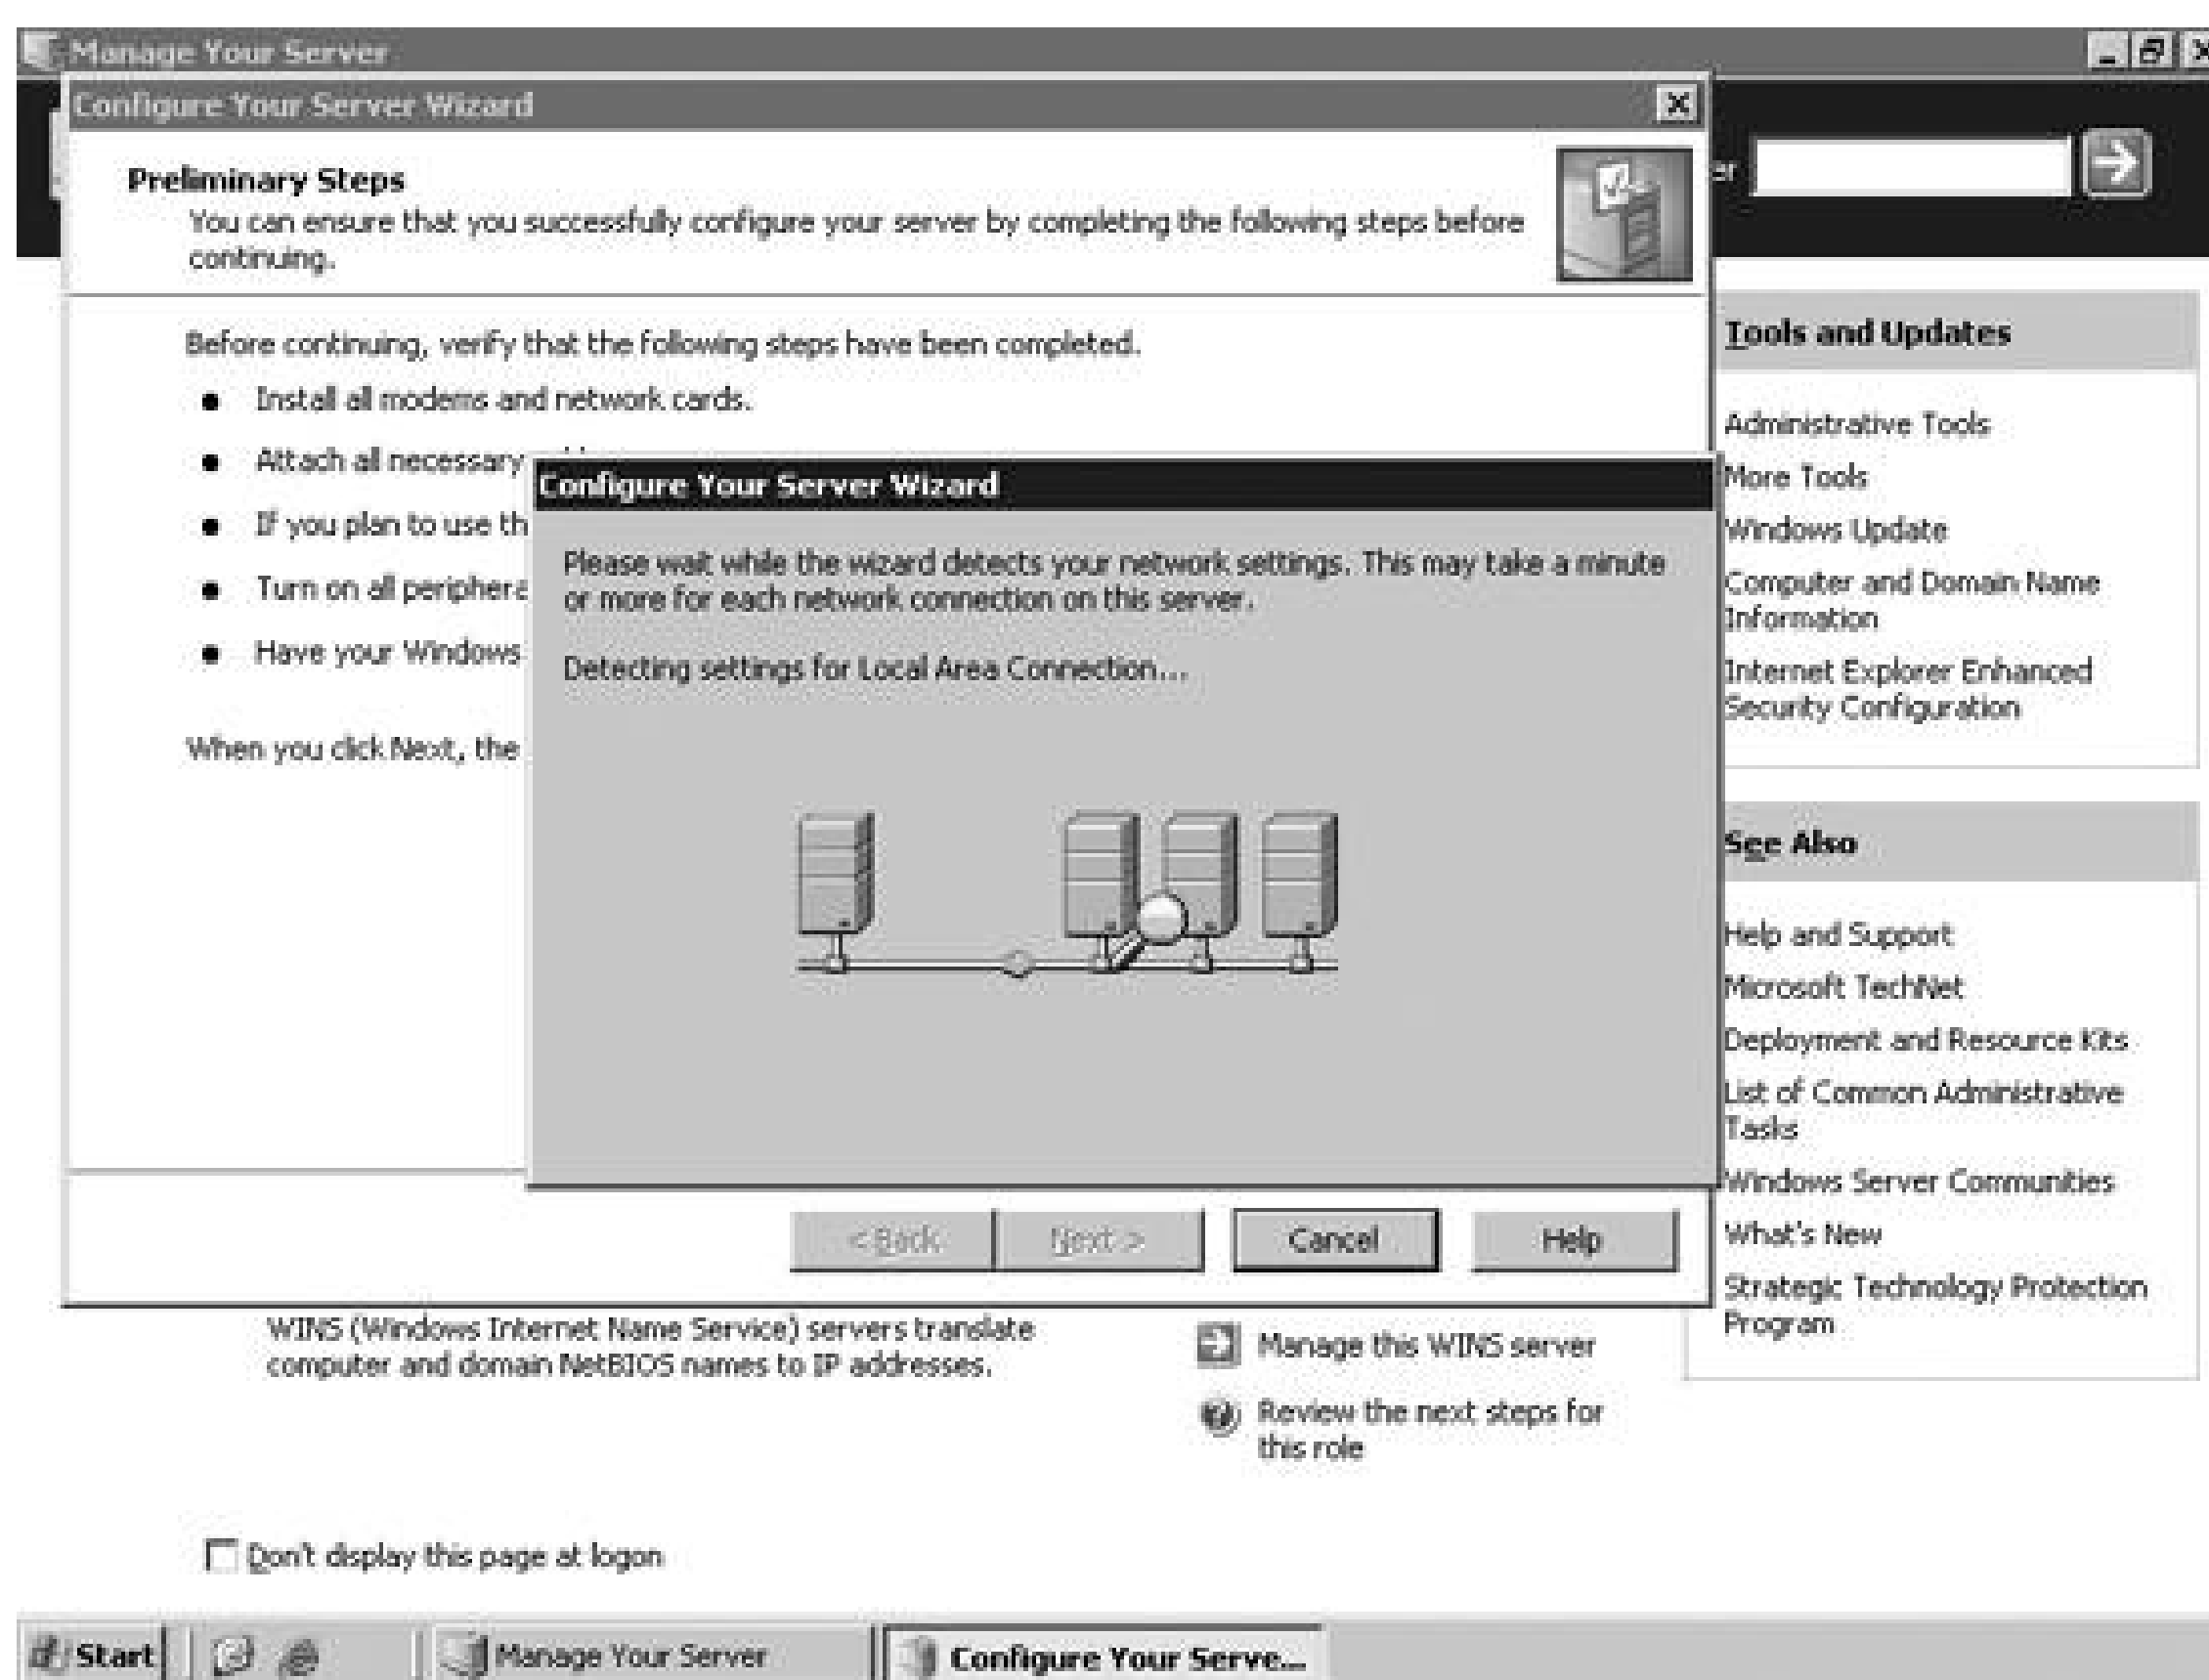 Manage Your Server
Configure Your Server Wizard
Preliminary Steps
You can ensure that you successfully configure your server by completing the following steps before
continuing.
Before continuing, verify that the following steps have been completed.
• Install all modems and network cards.
• Attach all necessary
• If you plan to use th
• Turn on all periphera
• Have your Windows
When you click Next, the
Configure Your Server Wizard
Please wait while the wizard detects your network settings. This may take a minute
or more for each network connection on this server.
Detecting settings for Local Area Connection...
< Back
Next >
Cancel
Help
er
Tools and Updates
Administrative Tools
More Tools
Windows Update
Computer and Domain Name
Information
Internet Explorer Enhanced
Security Configuration
See Also
Help and Support
Microsoft TechNet
Deployment and Resource Kits
List of Common Administrative
Tasks
Windows Server Communities
What's New
Strategic Technology Protection
Program
WINS (Windows Internet Name Service) servers translate
computer and domain NetBIOS names to IP addresses.
Manage this WINS server
Review the next steps for
this role
Don't display this page at logon
Start
Manage Your Server
Configure Your Serve...